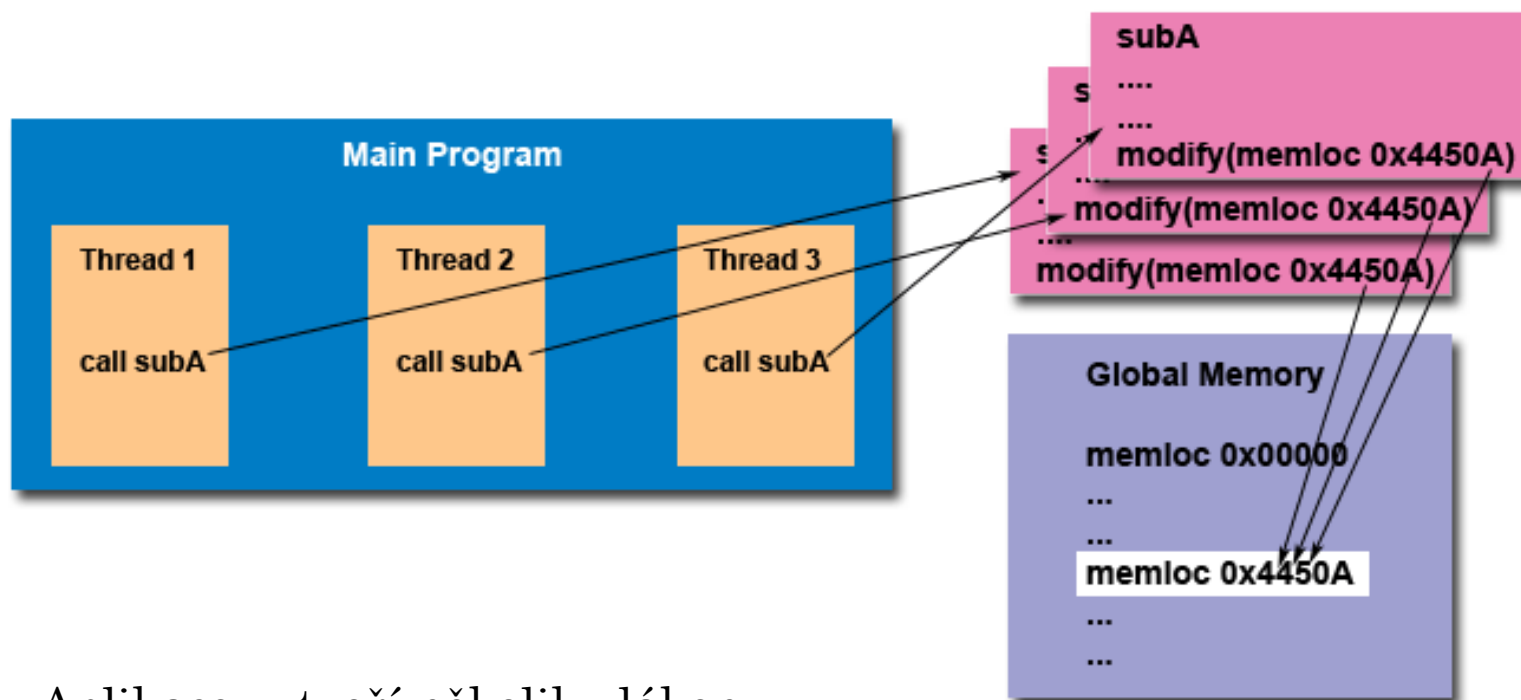 Main Program
Thread 1
call subA
Thread 2
call subA
Thread 3
call subA
subA
....
....
modify(memloc 0x4450A)
s
....
modify(memloc 0x4450A)
s
....
modify(memloc 0x4450A)
Global Memory
memloc 0x00000
...
...
memloc 0x4450A
...
...